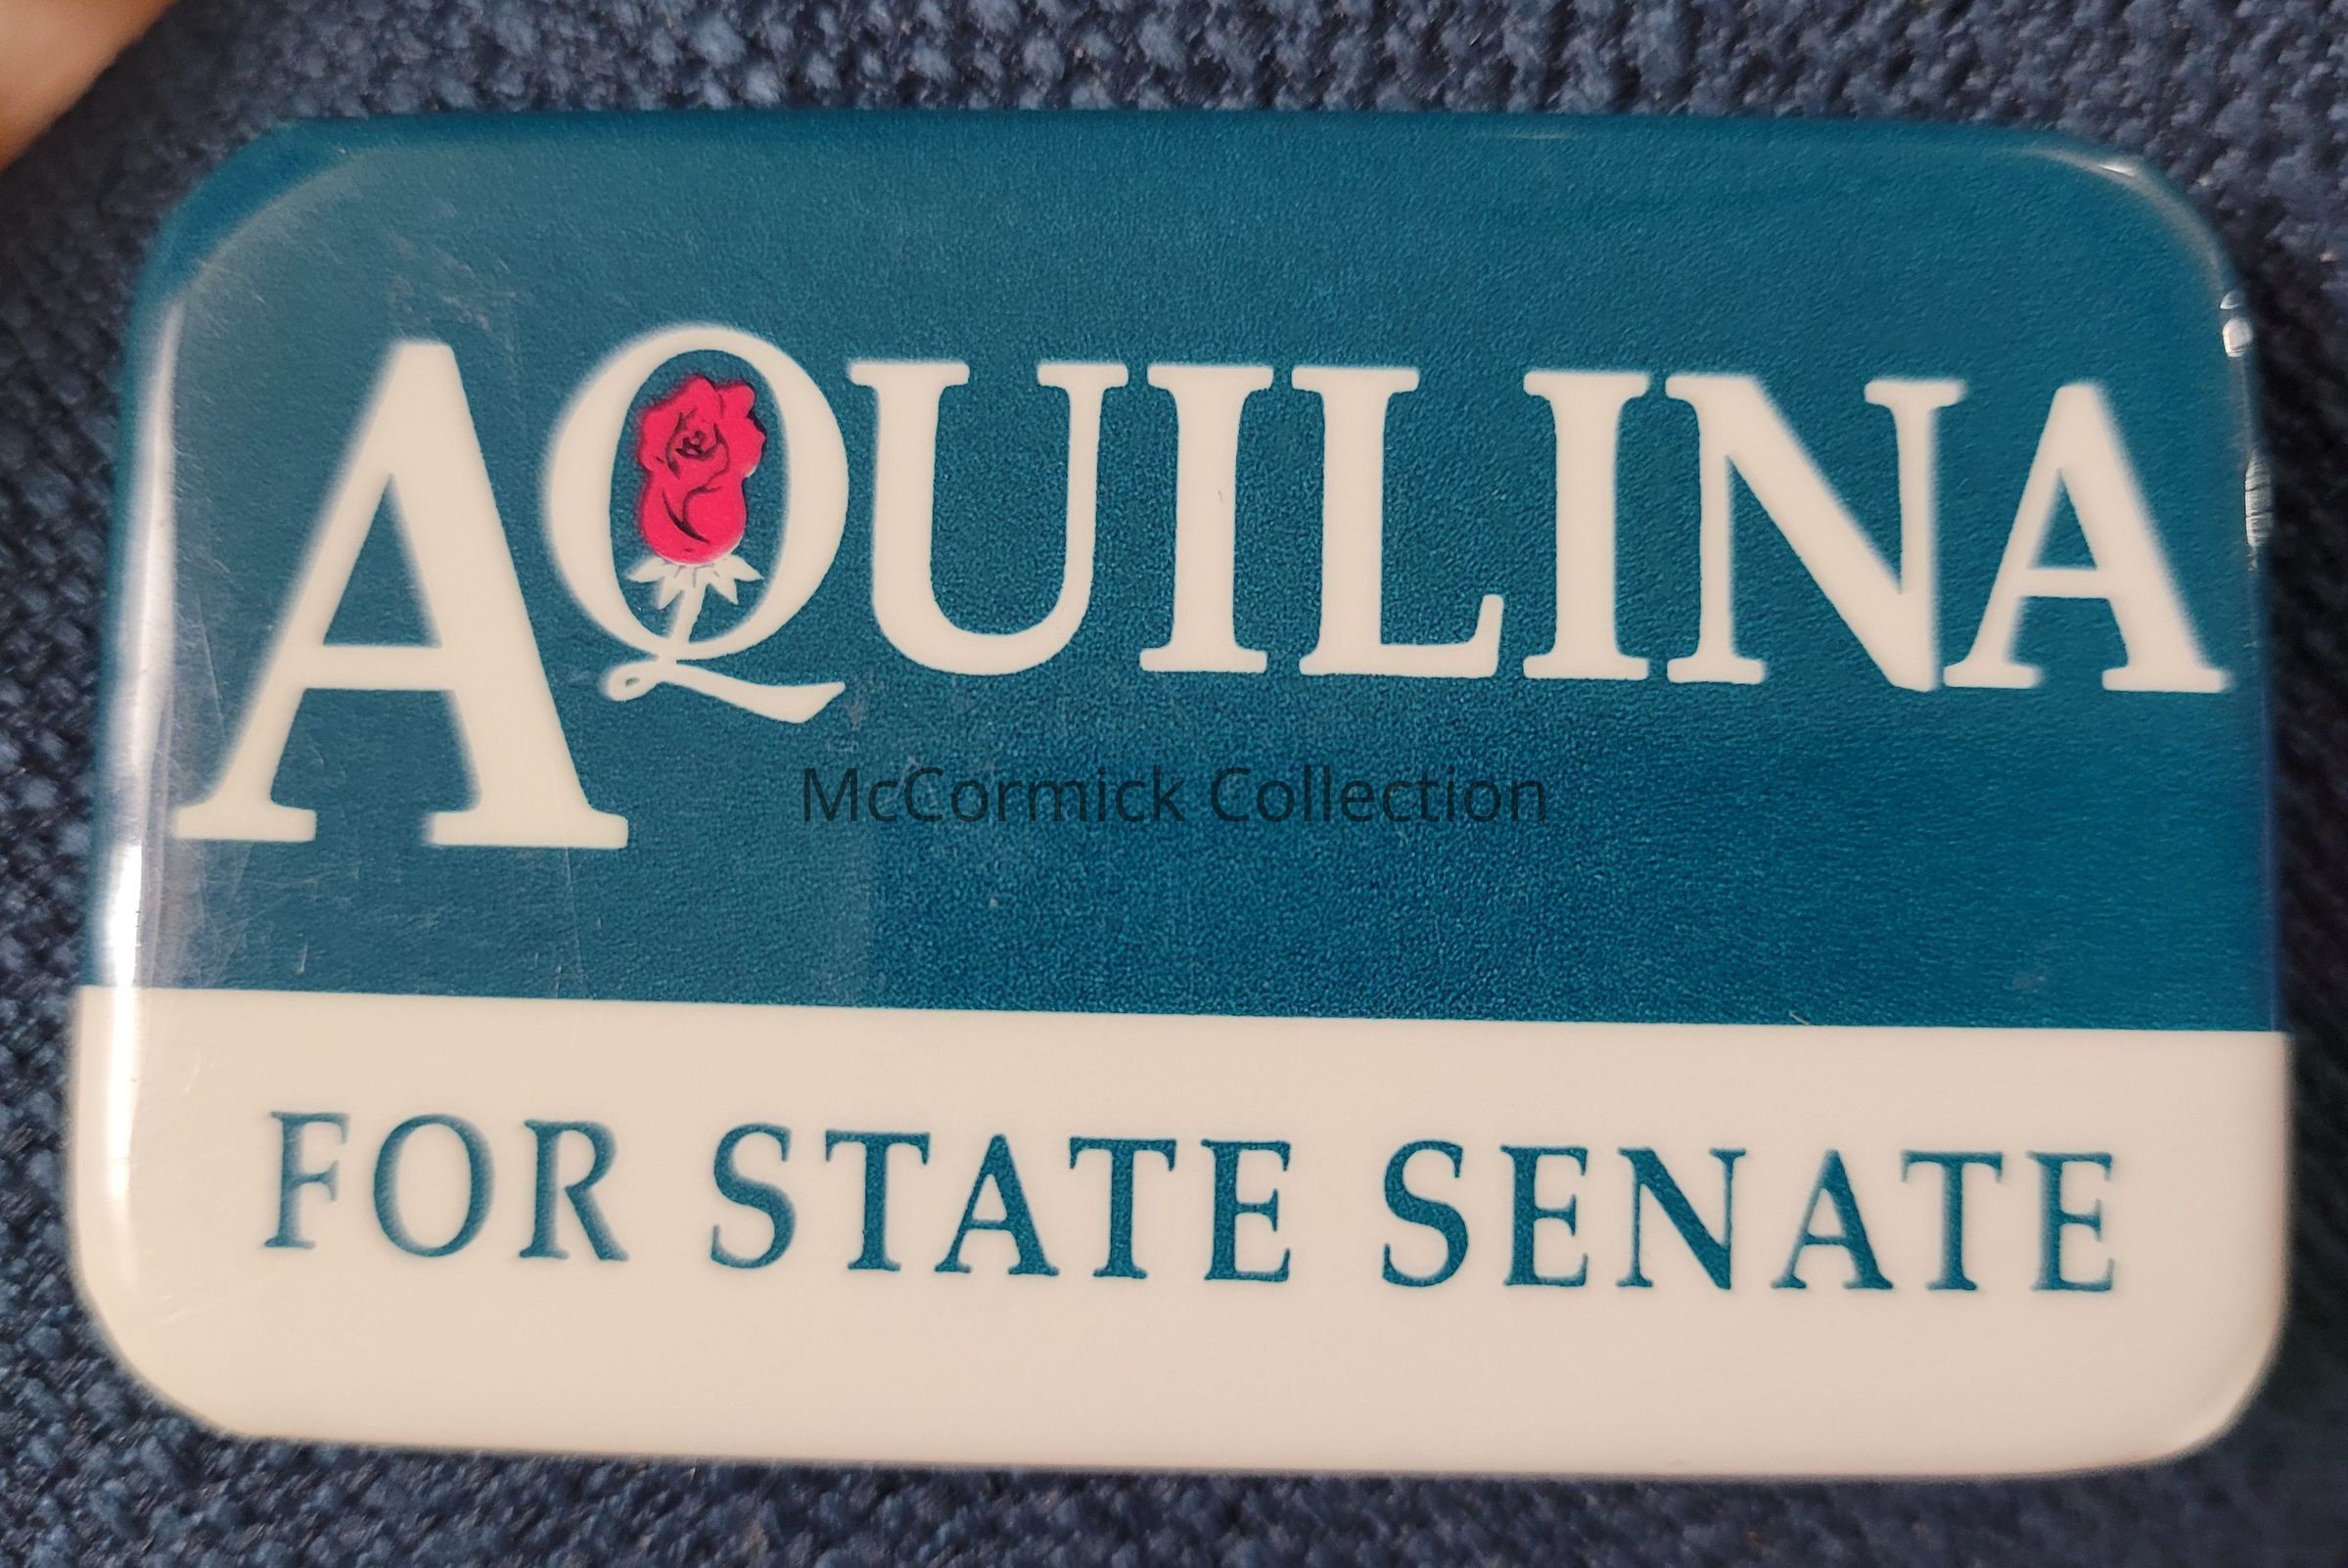 AQUILINA
McCormick Collection
FOR STATE SENATE